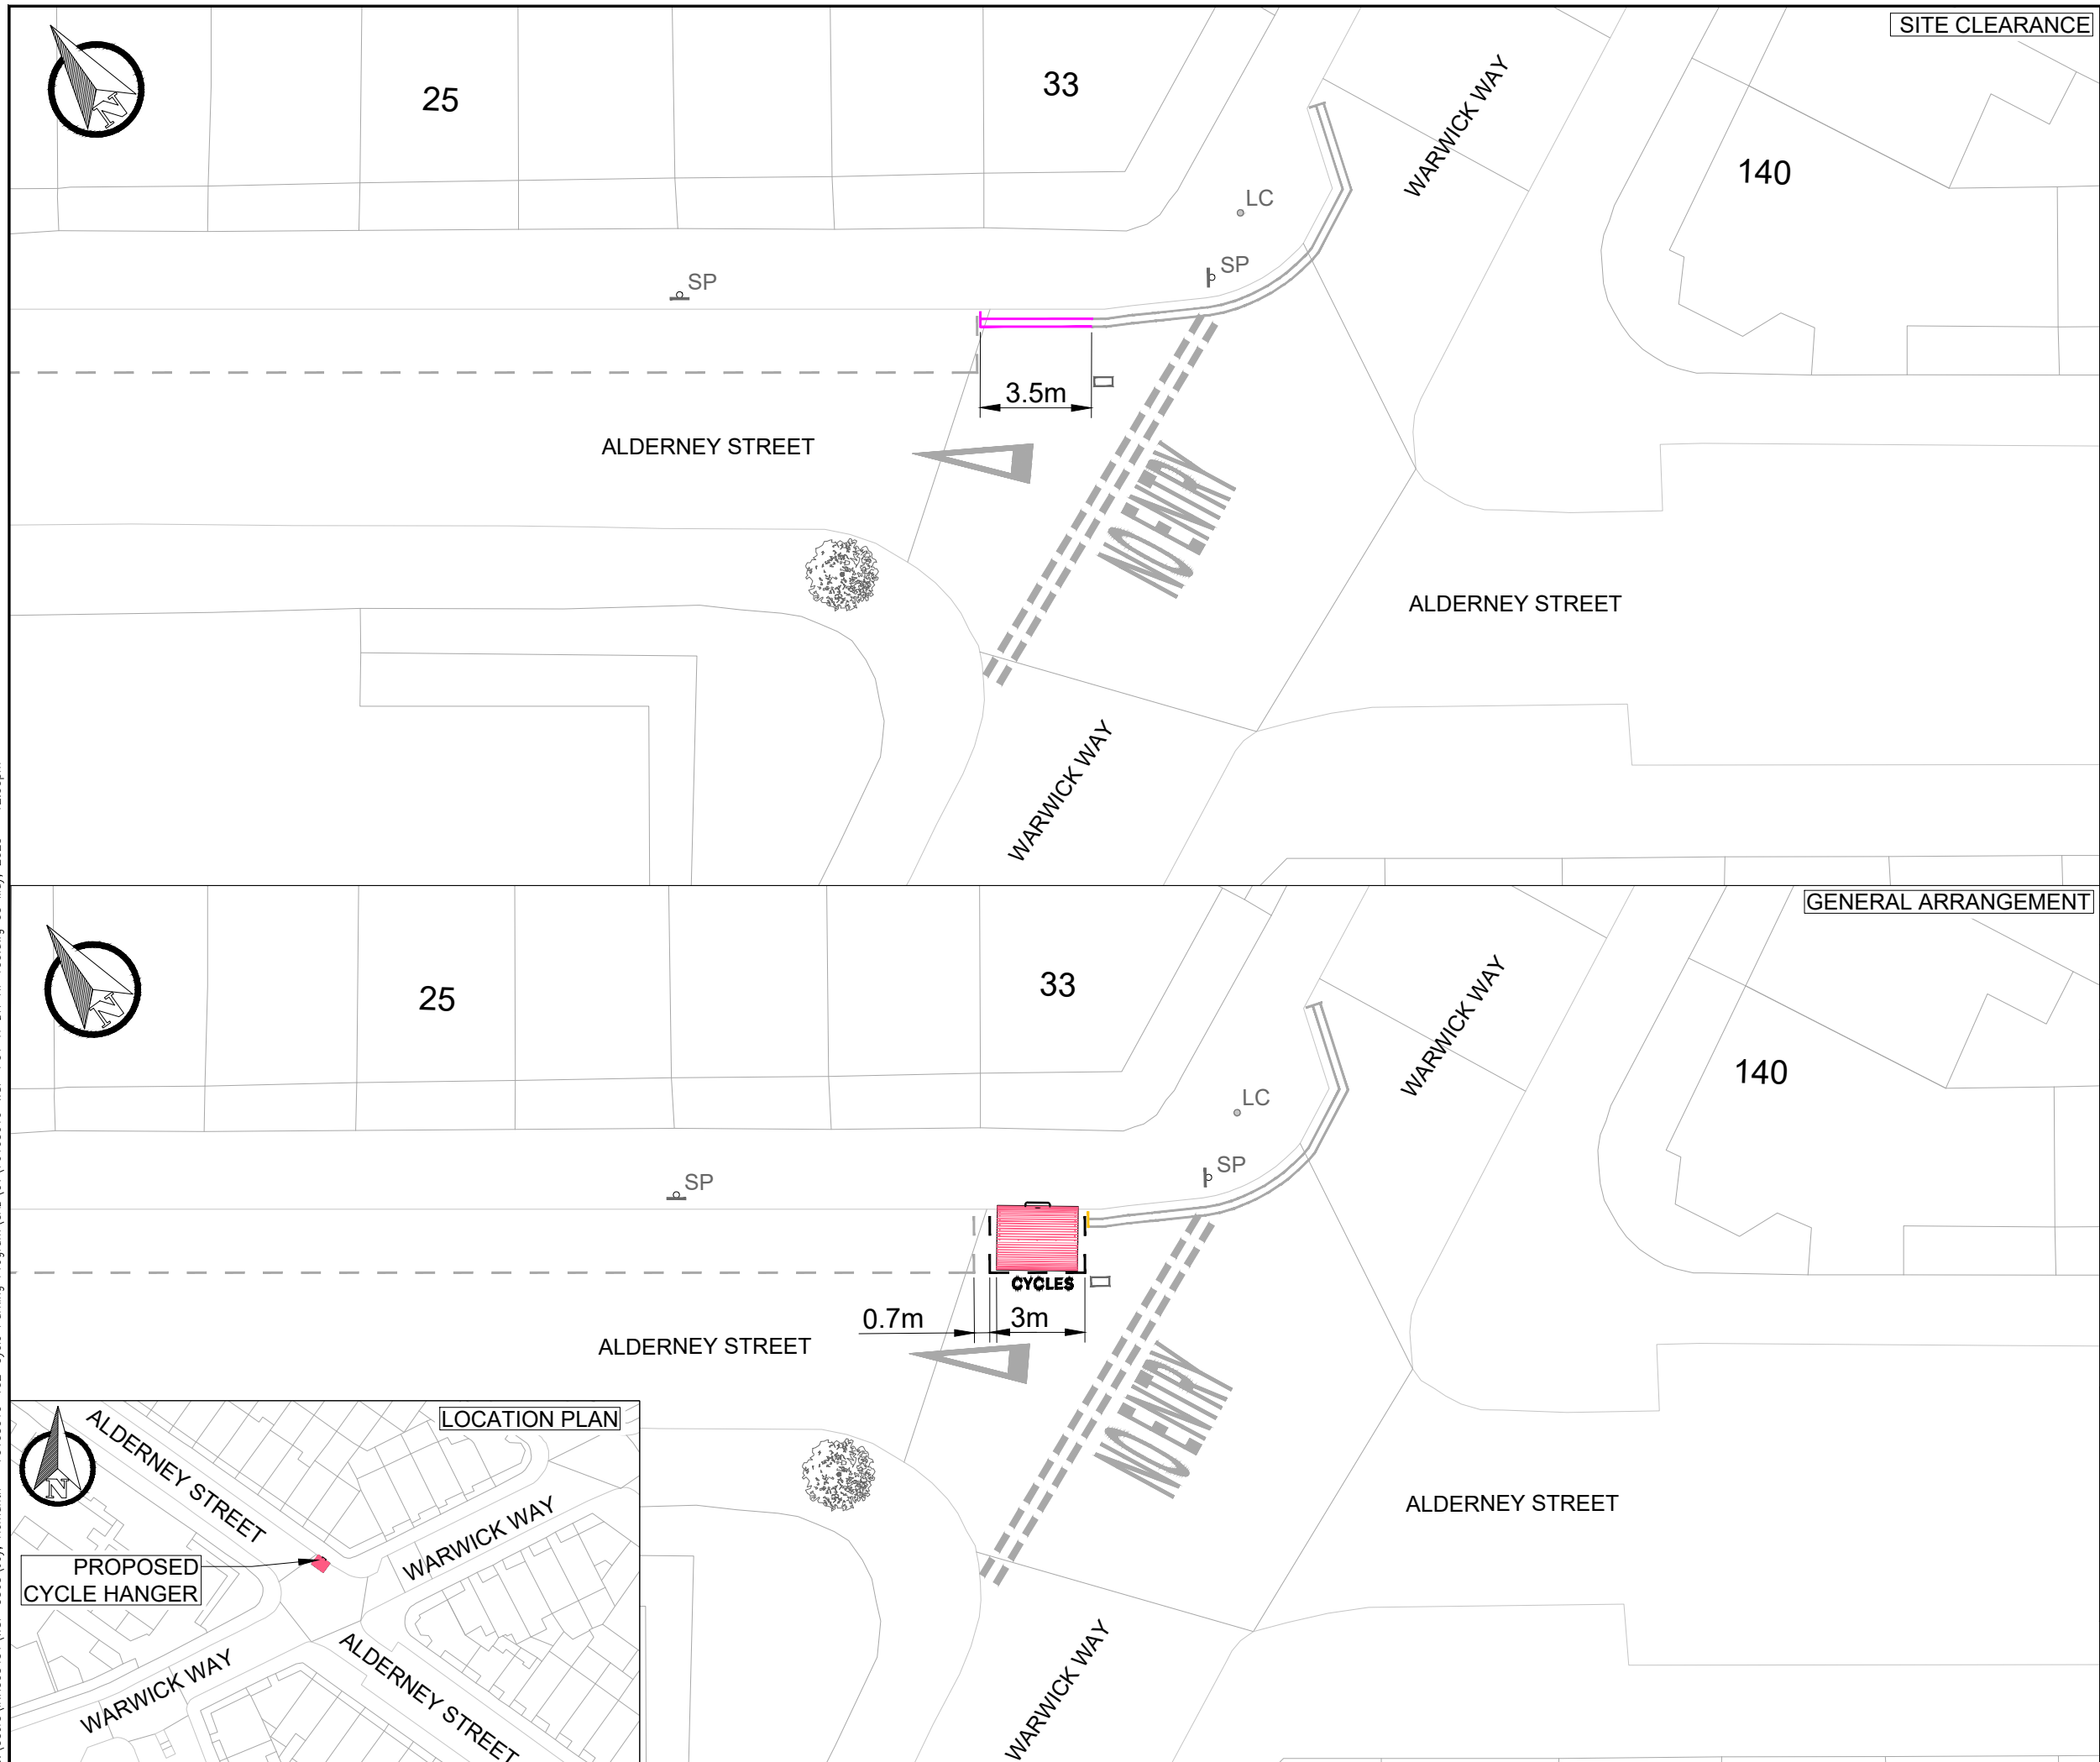 SITE CLEARANCE
N
25
33
WARWICK WAY
140
LC
SP
SP
3.5m
ALDERNEY STREET
NO ENTRY
ALDERNEY STREET
WARWICK WAY
GENERAL ARRANGEMENT
N
25
33
WARWICK WAY
140
LC
SP
SP
CYCLES
0.7m
3m
ALDERNEY STREET
NO ENTRY
ALDERNEY STREET
WARWICK WAY
LOCATION PLAN
N
ALDERNEY STREET
WARWICK WAY
PROPOSED
CYCLE HANGER
WARWICK WAY
ALDERNEY STREET